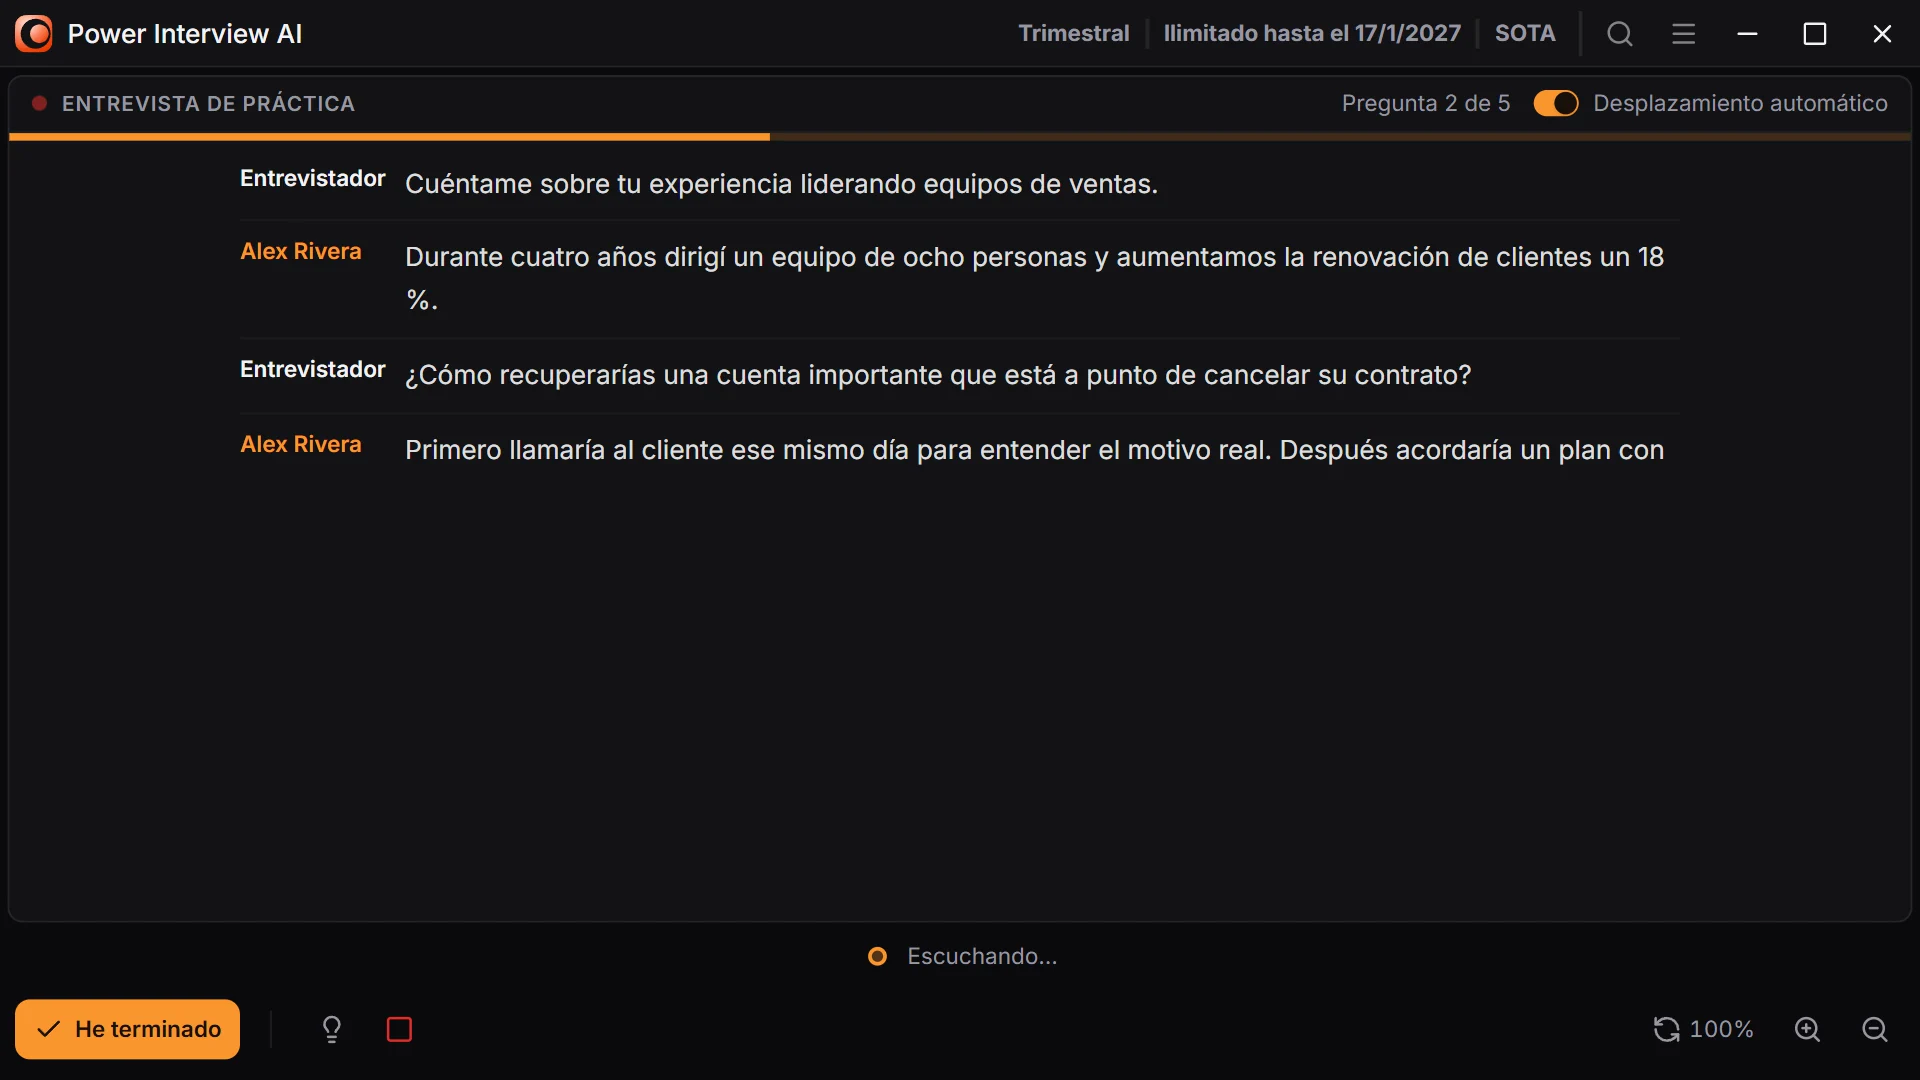 Power Interview AI
Trimestral
Ilimitado hasta el 17/1/2027
SOTA
ENTREVISTA DE PRÁCTICA
Pregunta 2 de 5
Desplazamiento automático
Entrevistador
Cuéntame sobre tu experiencia liderando equipos de ventas.
Alex Rivera
Durante cuatro años dirigí un equipo de ocho personas y aumentamos la renovación de clientes un 18
%.
Entrevistador
¿Cómo recuperarías una cuenta importante que está a punto de cancelar su contrato?
Alex Rivera
Primero llamaría al cliente ese mismo día para entender el motivo real. Después acordaría un plan con
Escuchando...
He terminado
100%